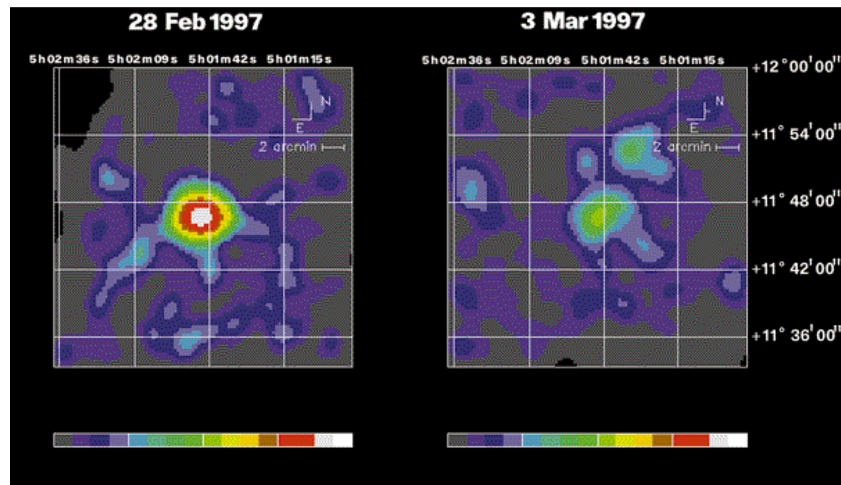 28 Feb 1997
3 Mar 1997
5h02m36s 5h02m09s 5h01m42s 5h01m15s
5h02m36s 5h02m09s 5h01m42s 5h01m15s
+12°00'00"
N
E
2 arcmin
N
E
2 arcmin
+11°54'00"
+11°48'00"
+11°42'00"
+11°36'00"